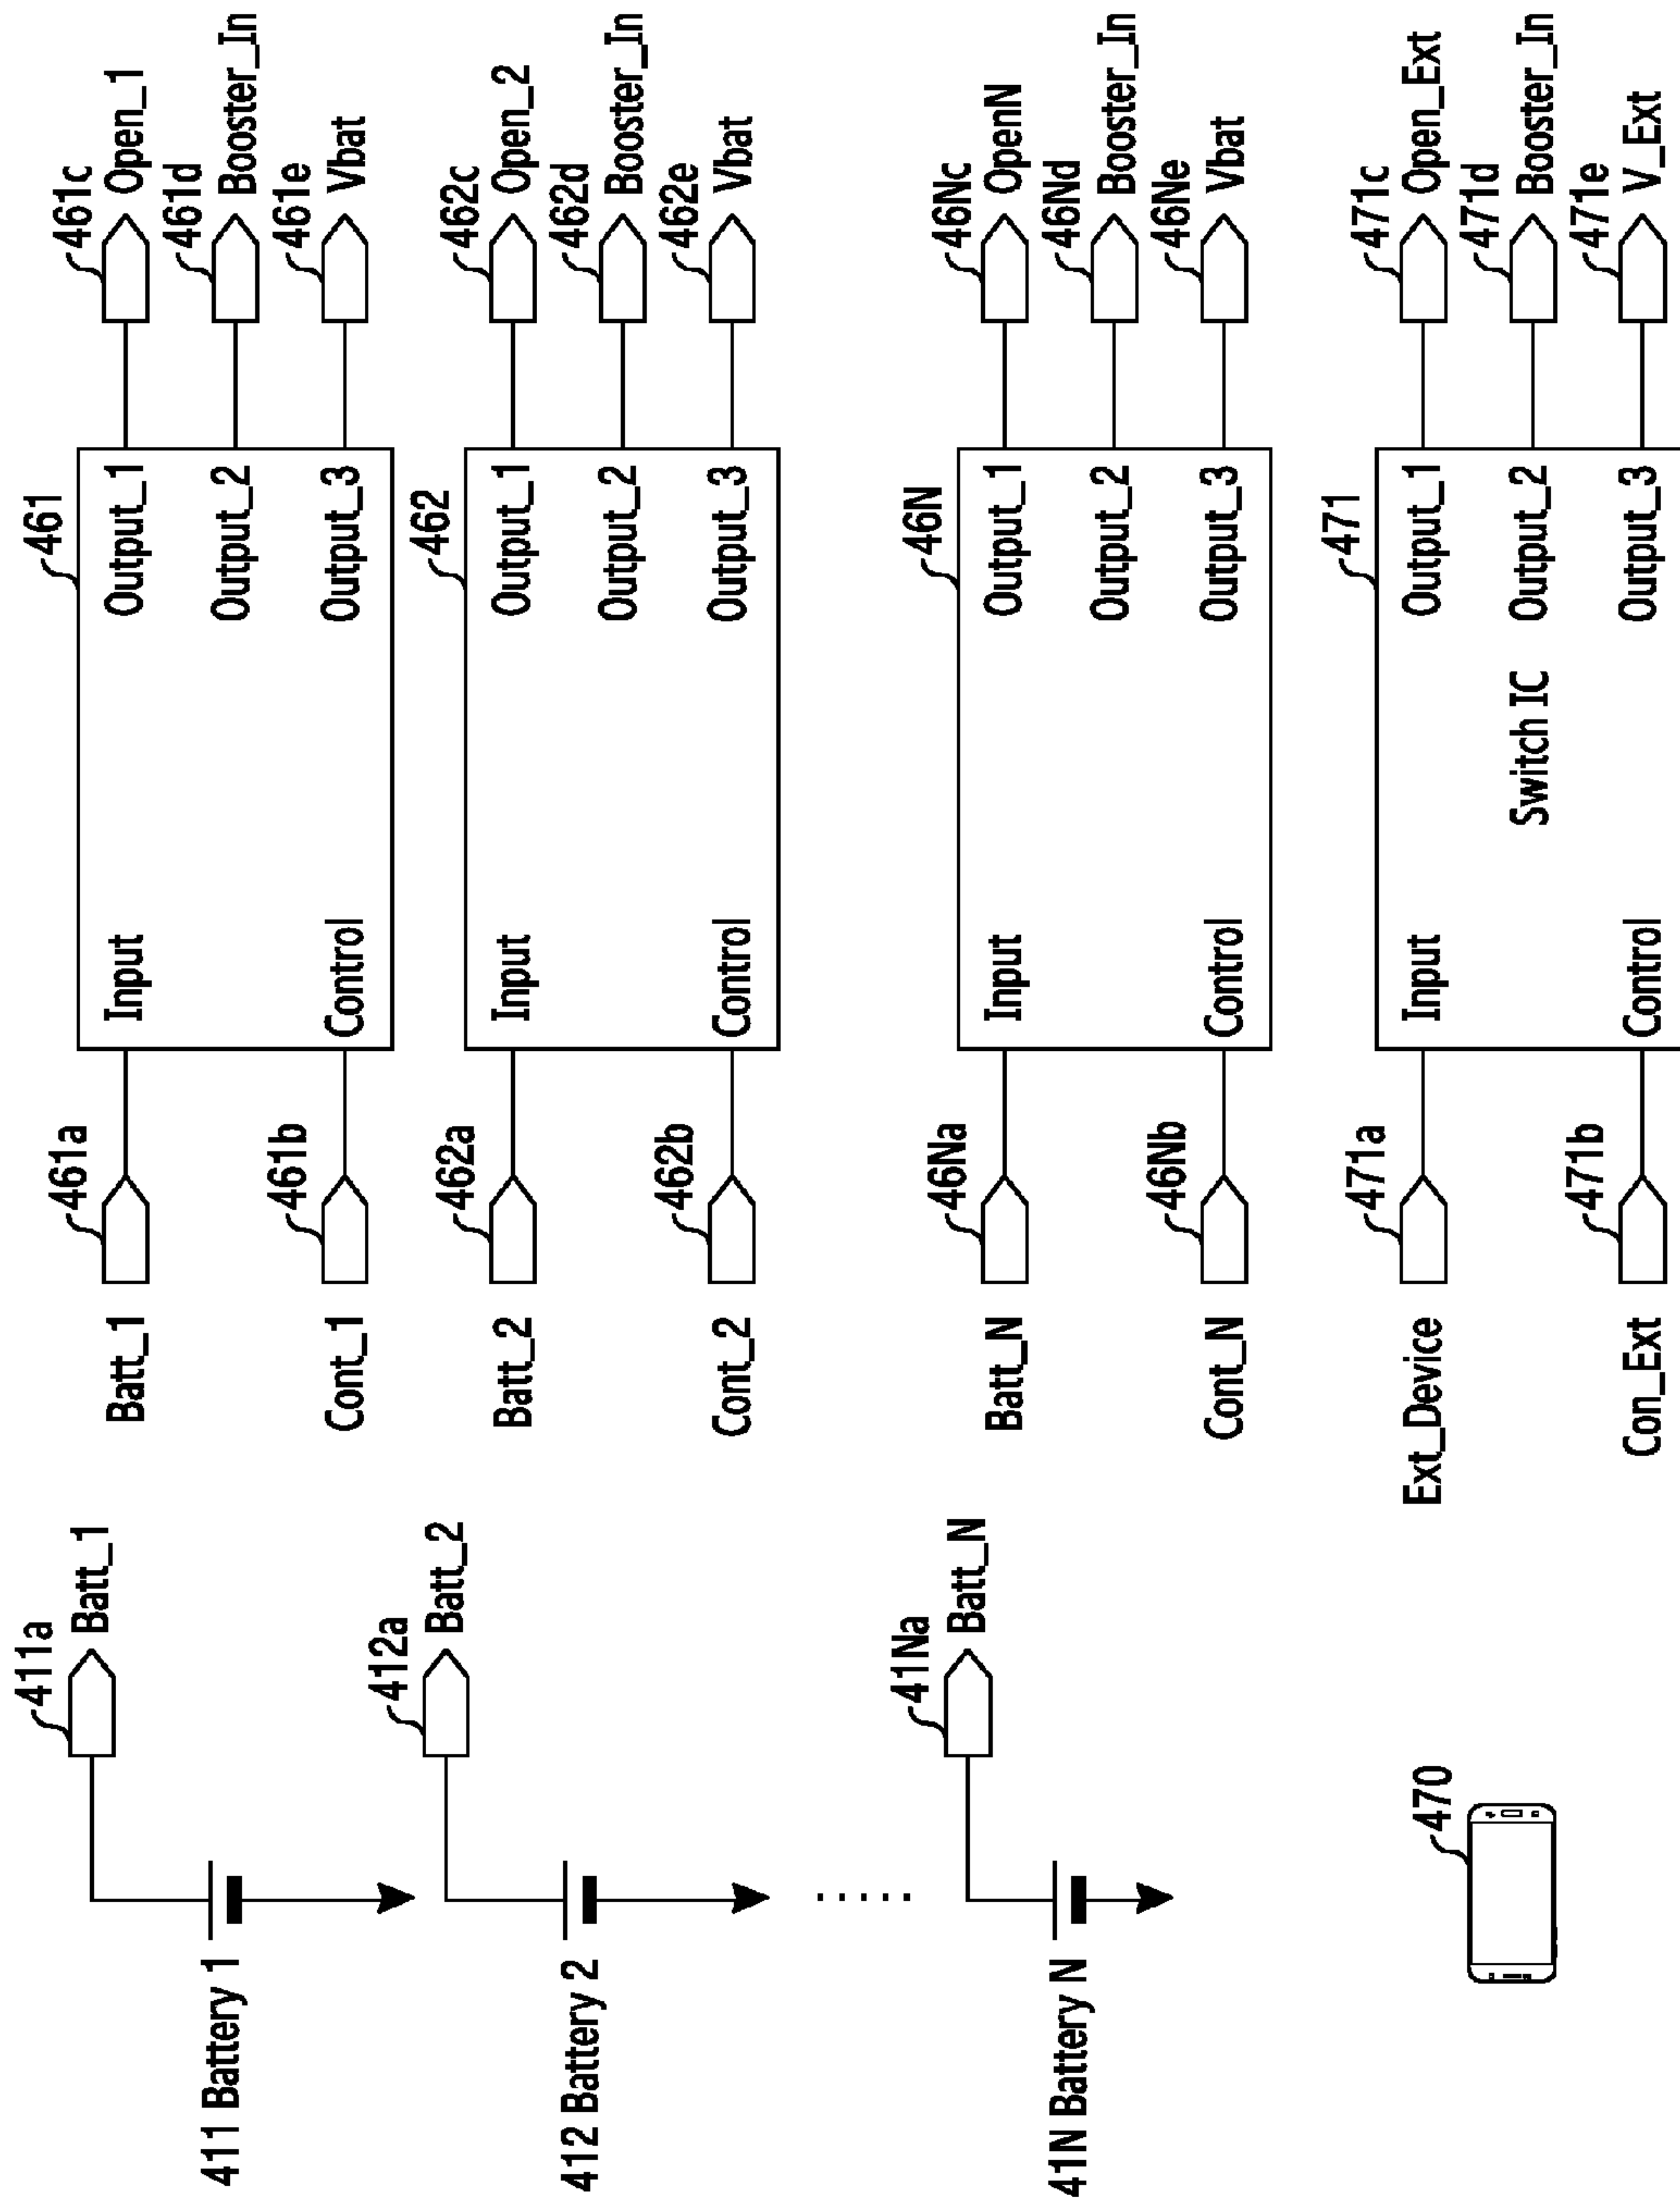 411 Battery 1
411a
Batt_1
412 Battery 2
412a
Batt_2
.....
41N Battery N
41Na
Batt_N
470
Batt_1
461a
Cont_1
461b
461
Input
Control
Output_1
Output_2
Output_3
461c
Open_1
461d
Booster_In
461e
Vbat
Batt_2
462a
Cont_2
462b
462
Input
Control
Output_1
Output_2
Output_3
462c
Open_2
462d
Booster_In
462e
Vbat
Batt_N
46Na
Cont_N
46Nb
46N
Input
Control
Output_1
Output_2
Output_3
46Nc
OpenN
46Nd
Booster_In
46Ne
Vbat
Ext_Device
471a
Con_Ext
471b
471
Input
Control
Switch IC
Output_1
Output_2
Output_3
471c
Open_Ext
471d
Booster_In
471e
V_Ext